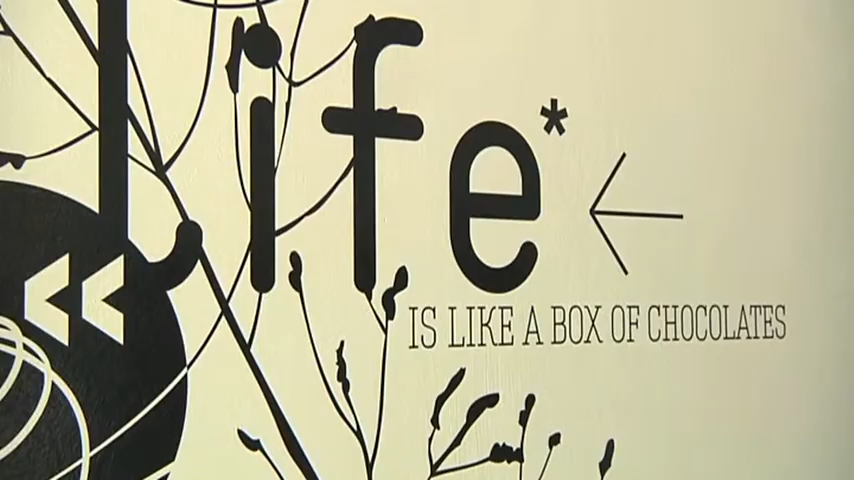 Life*
IS LIKE A BOX OF CHOCOLATES